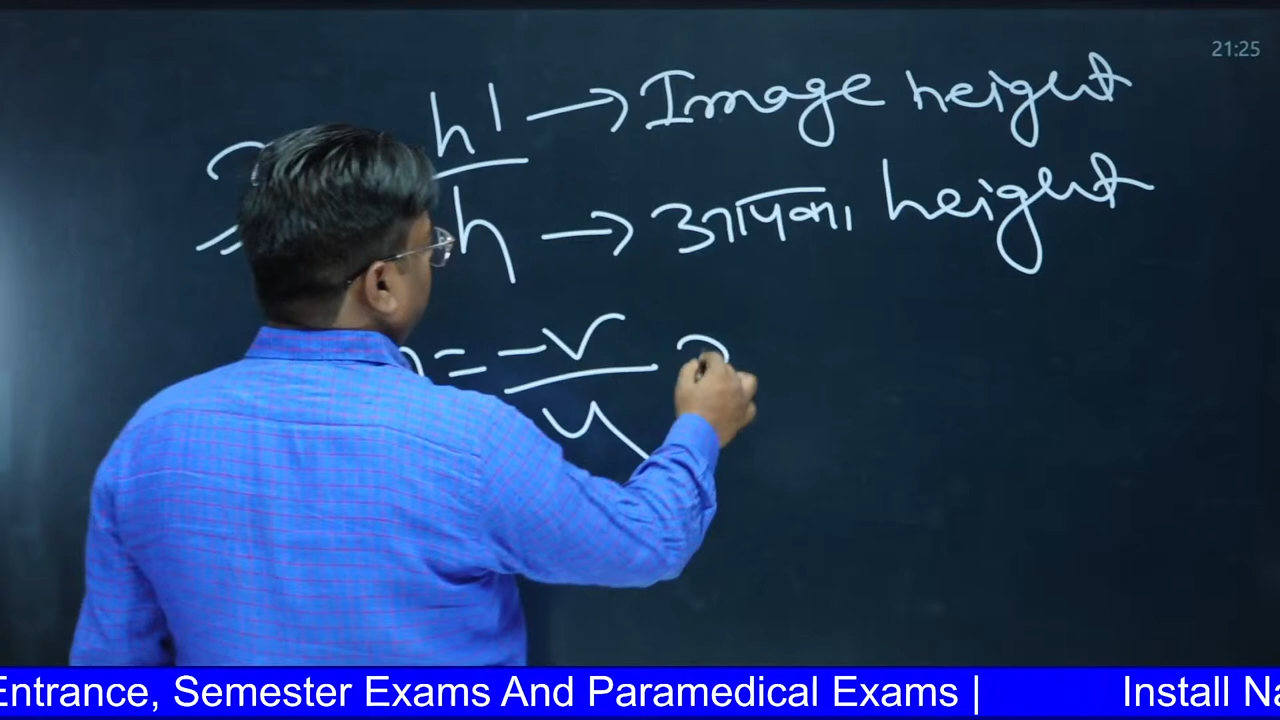 21:25
h' → Image height
h → आपका height
= -v
u
Entrance, Semester Exams And Paramedical Exams | Install Na